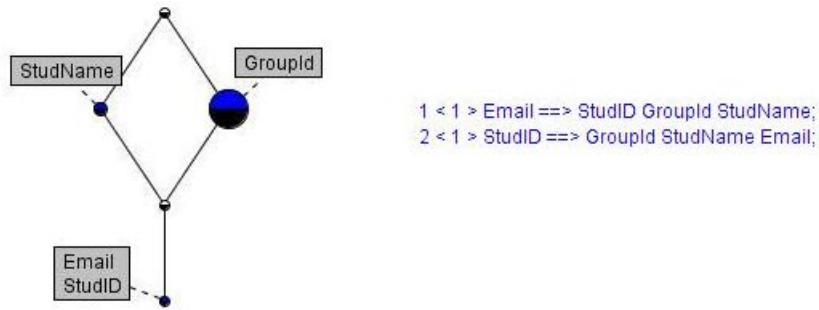 StudName
GroupId
1 < 1 > Email ==> StudID GroupId StudName;
2 < 1 > StudID ==> GroupId StudName Email;
Email
StudID